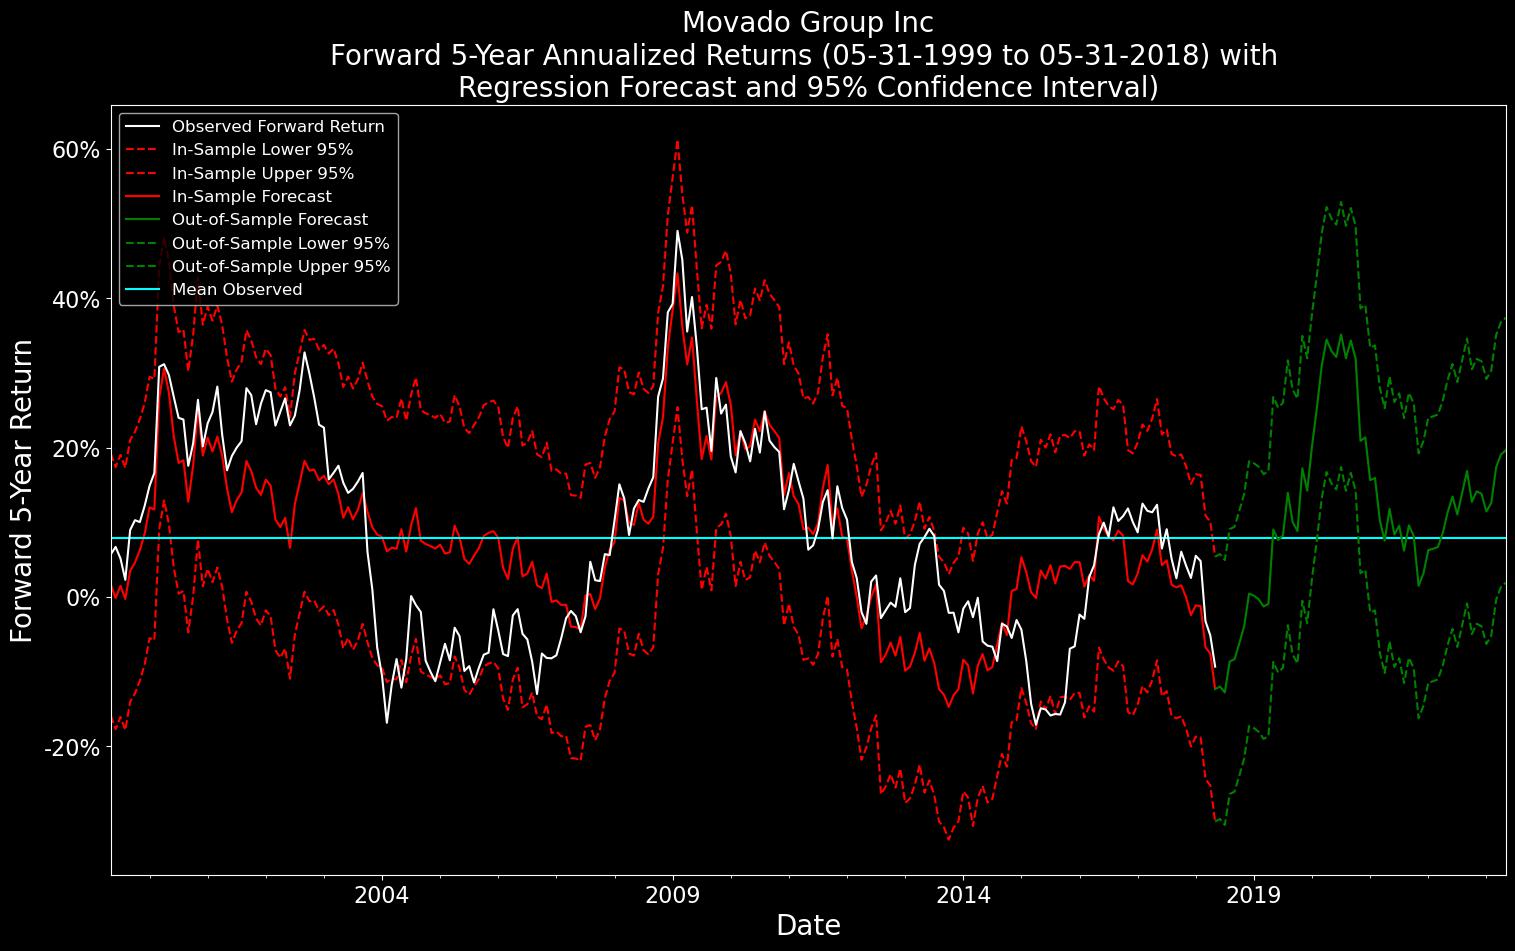 Movado Group Inc
Forward 5-Year Annualized Returns (05-31-1999 to 05-31-2018) with
Regression Forecast and 95% Confidence Interval)
Observed Forward Return
In-Sample Lower 95%
In-Sample Upper 95%
In-Sample Forecast
Out-of-Sample Forecast
Out-of-Sample Lower 95%
Out-of-Sample Upper 95%
Mean Observed
Forward 5-Year Return
60%
40%
20%
0%
-20%
2004
2009
2014
2019
Date